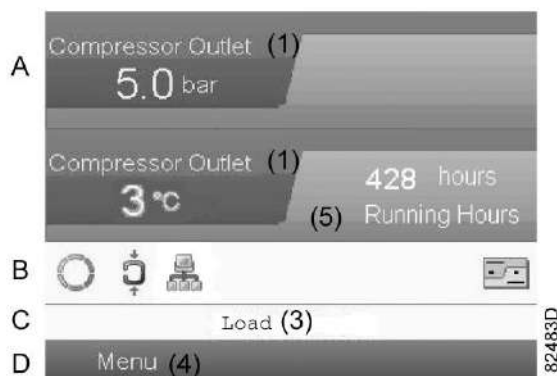 Compressor Outlet (1)
A
5.0 bar
Compressor Outlet (1)
3 °C
428 hours
(5) Running Hours
B
C
Load (3)
D
Menu (4)
82483D